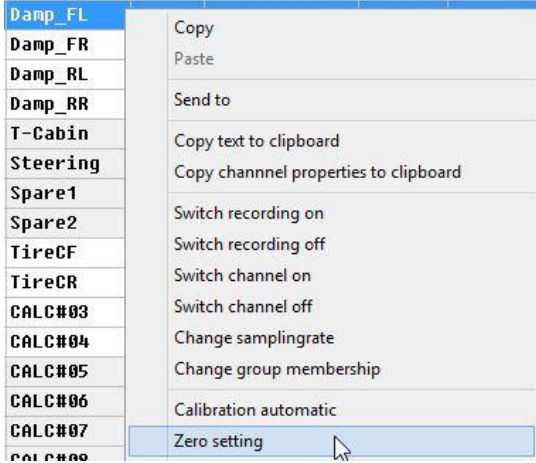 Damp_FL
Damp_FR
Damp_RL
Damp_RR
T-Cabin
Steering
Spare1
Spare2
TireCF
TireCR
CALC#03
CALC#04
CALC#05
CALC#06
CALC#07
CALC#08
Copy
Paste
Send to
Copy text to clipboard
Copy channnel properties to clipboard
Switch recording on
Switch recording off
Switch channel on
Switch channel off
Change samplingrate
Change group membership
Calibration automatic
Zero setting